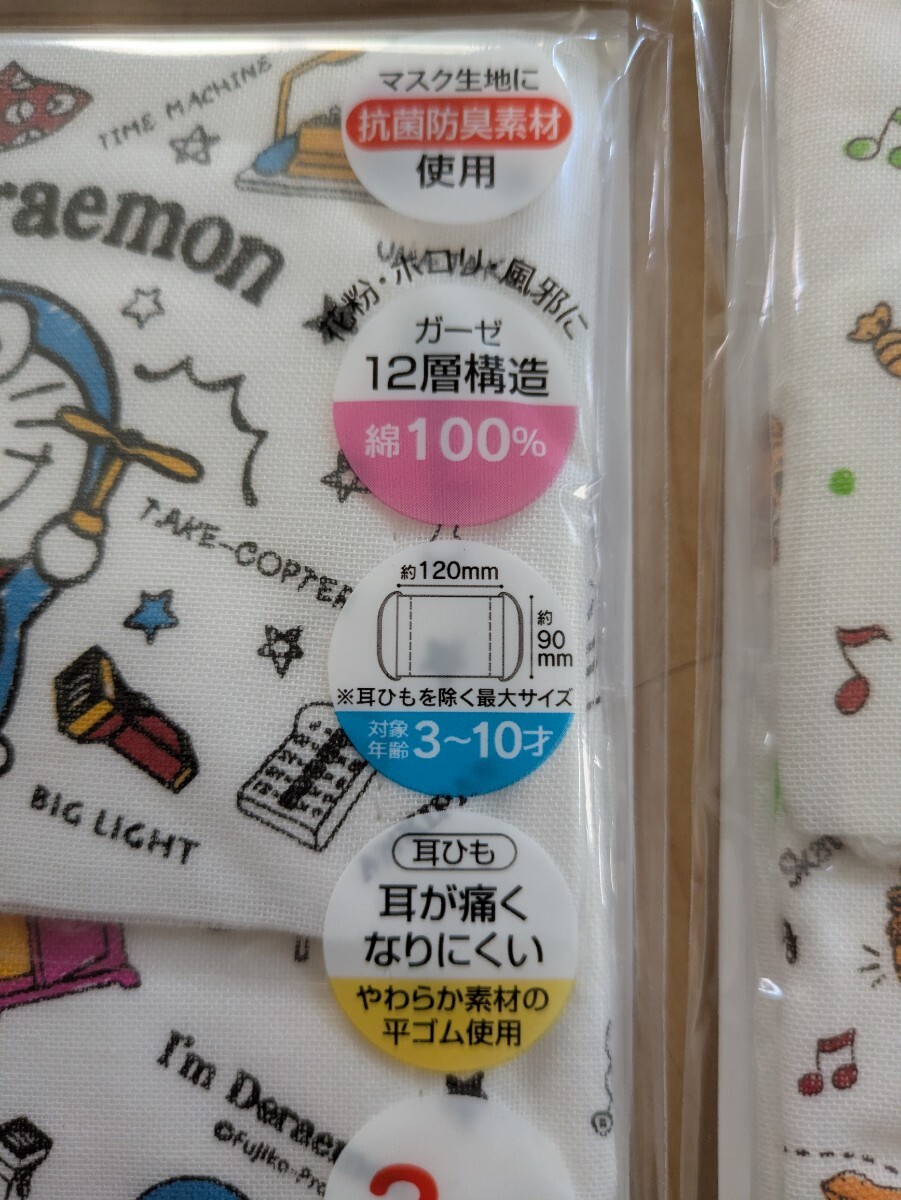 マスク生地に
抗菌防臭素材
使用
TIME MACHINE
raemon
花粉・ホコリ・風邪に
ガーゼ
12層構造
綿100%
TAKE-COPTER
約120mm
約
90
mm
※耳ひもを除く最大サイズ
対象
年齢 3~10才
BIG LIGHT
耳ひも
耳が痛く
なりにくい
やわらか素材の
平ゴム使用
I'm Doraem
©Fujiko-Pro
®